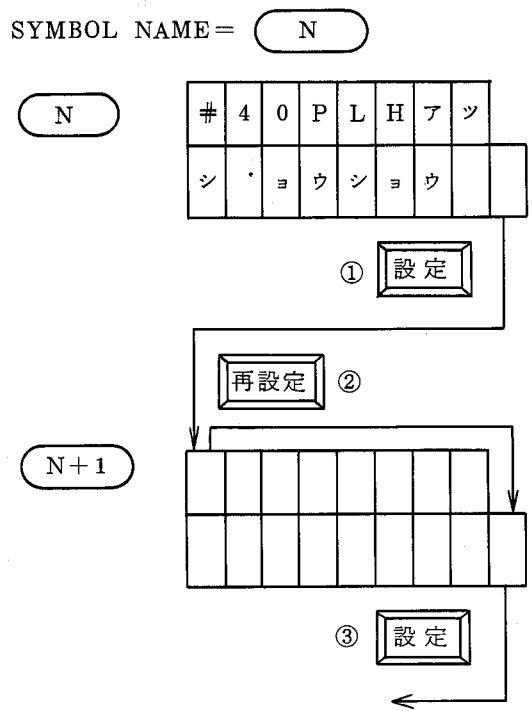 SYMBOL NAME= N
N
#40PLHアツ
シ゛ョウショウ
① 設定
再設定 ②
N+1
③ 設定